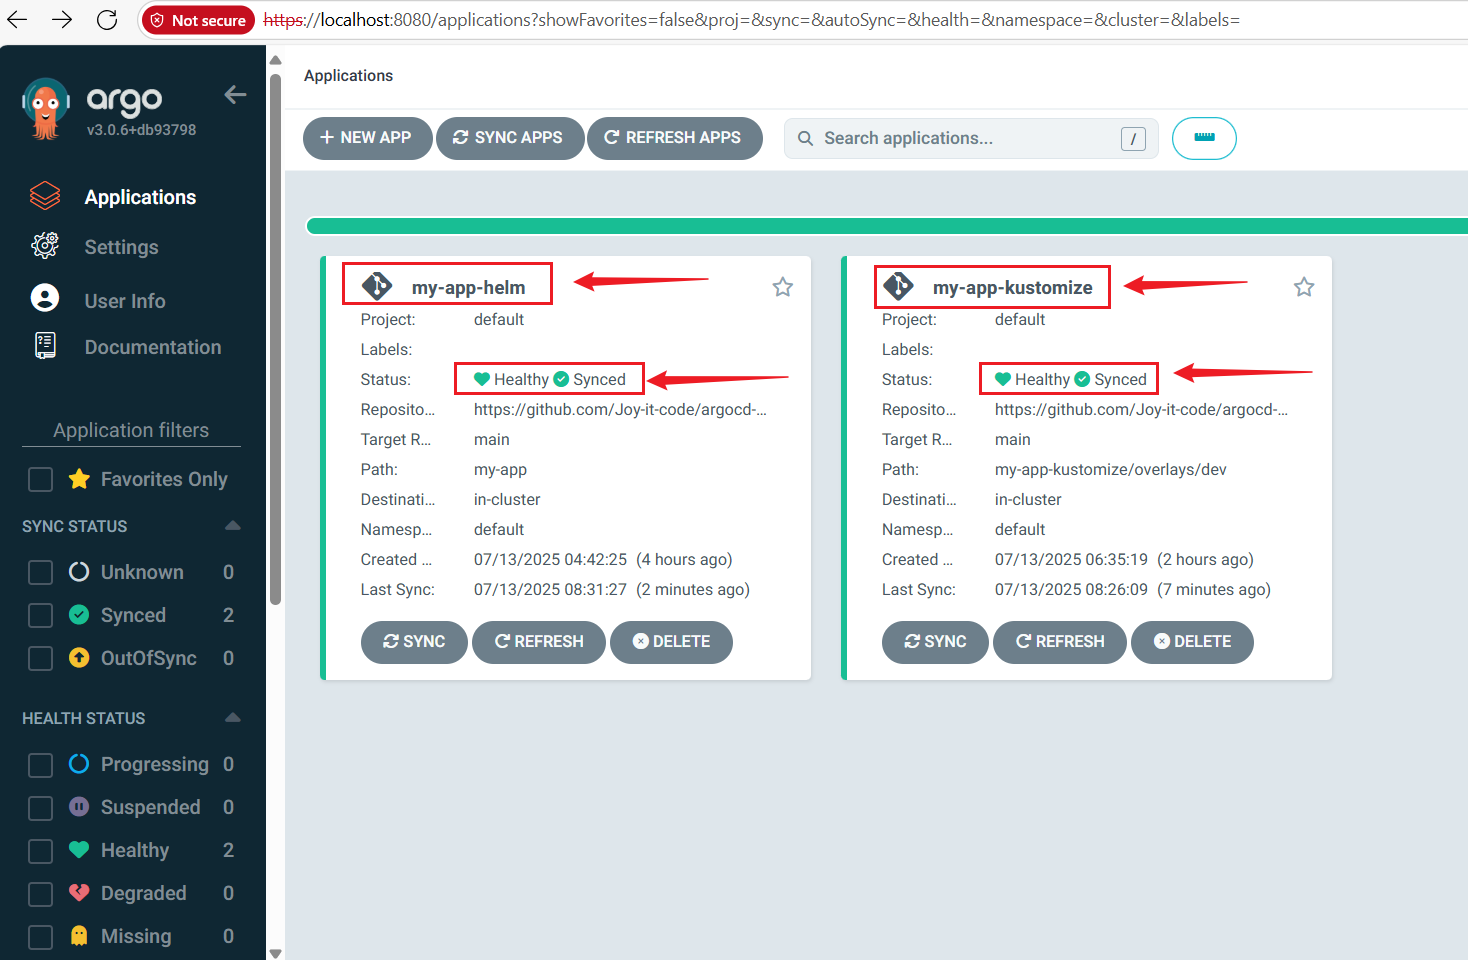 Not secure https://localhost:8080/applications?showFavorites=false&proj=&sync=&autoSync=&health=&namespace=&cluster=&labels=
argo
v3.0.6+db93798
Applications
Settings
User Info
Documentation
Application filters
Favorites Only
SYNC STATUS
Unknown 0
Synced 2
OutOfSync 0
HEALTH STATUS
Progressing 0
Suspended 0
Healthy 2
Degraded 0
Missing 0
Applications
+ NEW APP SYNC APPS REFRESH APPS Search applications... /
my-app-helm
Project: default
Labels:
Status: Healthy Synced
Reposito... https://github.com/Joy-it-code/argocd-...
Target R... main
Path: my-app
Destinati... in-cluster
Namesp... default
Created ... 07/13/2025 04:42:25 (4 hours ago)
Last Sync: 07/13/2025 08:31:27 (2 minutes ago)
SYNC REFRESH DELETE
my-app-kustomize
Project: default
Labels:
Status: Healthy Synced
Reposito... https://github.com/Joy-it-code/argocd-...
Target R... main
Path: my-app-kustomize/overlays/dev
Destinati... in-cluster
Namesp... default
Created ... 07/13/2025 06:35:19 (2 hours ago)
Last Sync: 07/13/2025 08:26:09 (7 minutes ago)
SYNC REFRESH DELETE